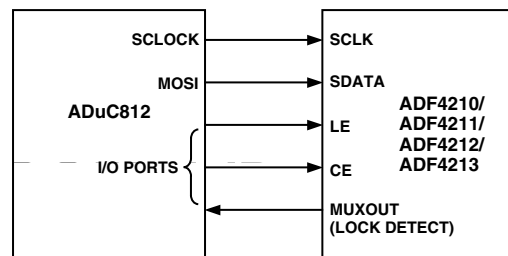 SCLOCK
MOSI
ADuC812
I/O PORTS
SCLK
SDATA
LE
CE
MUXOUT
(LOCK DETECT)
ADF4210/
ADF4211/
ADF4212/
ADF4213